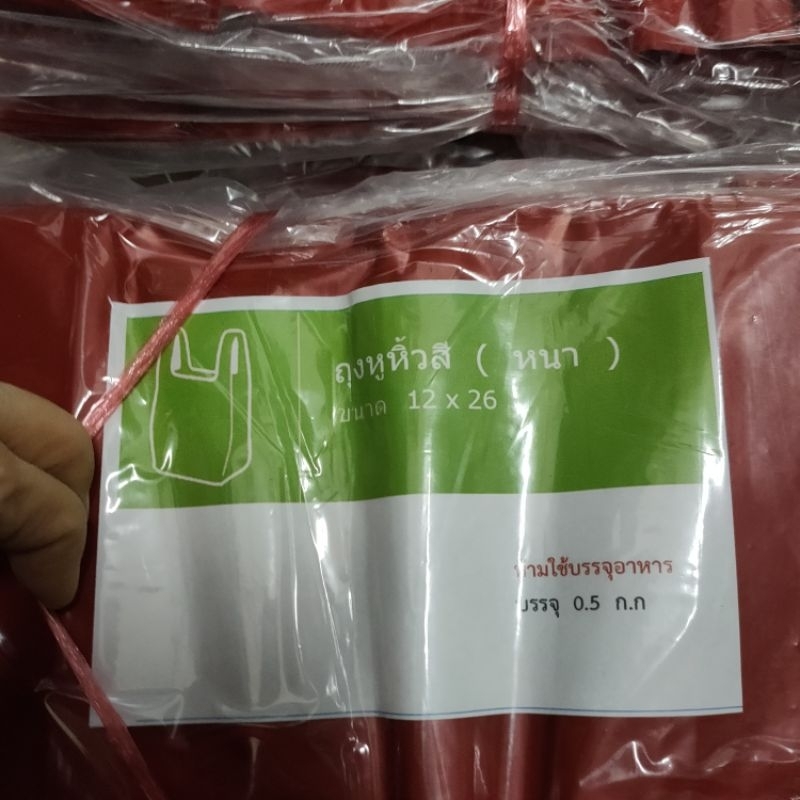 ถุงหูหิ้วสี ( หนา )
ขนาด 12 x 26
ห้ามใช้บรรจุอาหาร
บรรจุ 0.5 ก.ก